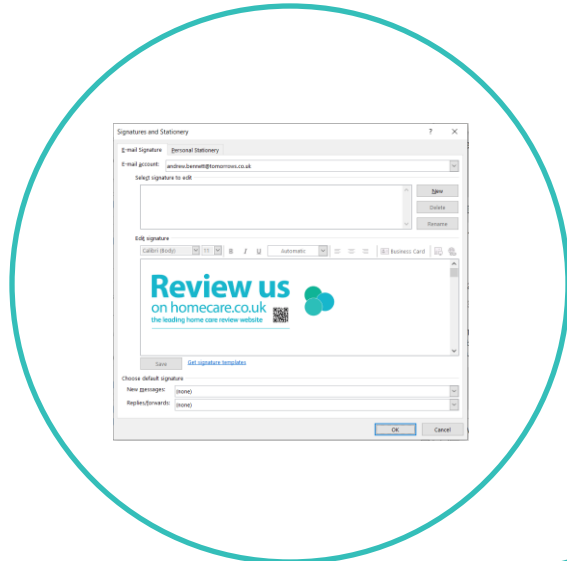 Signatures and Stationery ? ×
E-mail Signature Personal Stationery
E-mail account: andrew.bennett@tomorrows.co.uk
Select signature to edit
New
Delete
Rename
Edit signature
Calibri (Body) 11 B I U Automatic Business Card
Review us
on homecare.co.uk
the leading home care review website
Save Get signature templates
Choose default signature
New messages: (none)
Replies/forwards: (none)
OK Cancel